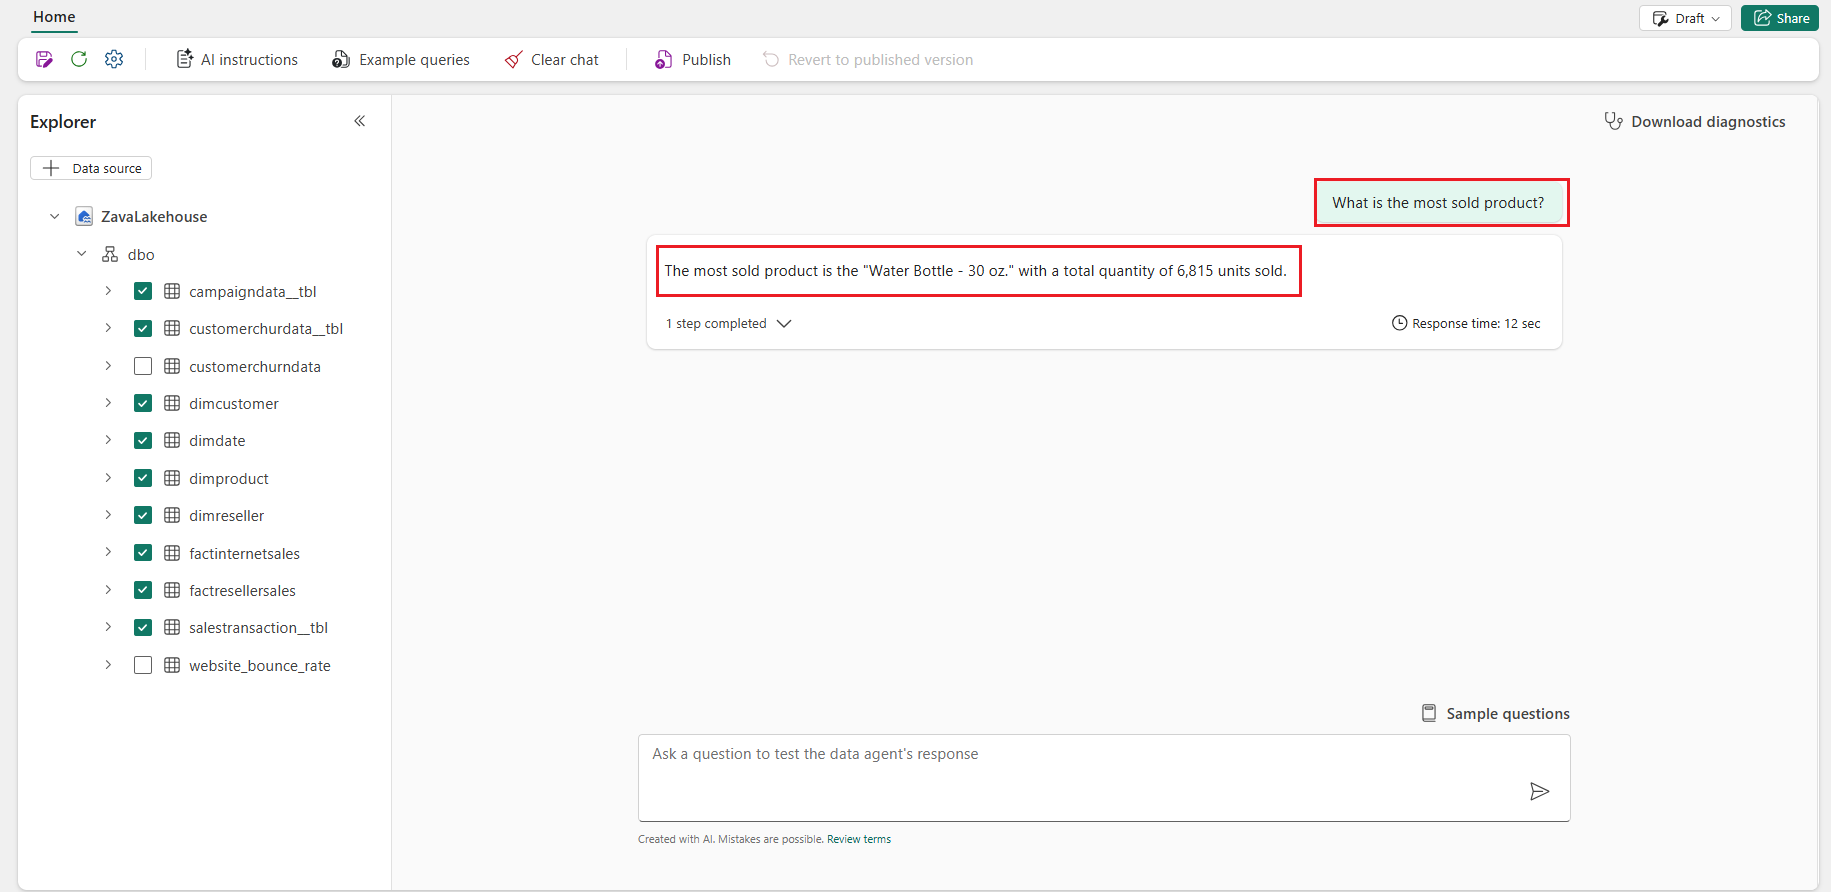 Home
Draft
Share
AI instructions
Example queries
Clear chat
Publish
Revert to published version
Explorer
Data source
ZavaLakehouse
dbo
campaigndata__tbl
customerchurdata__tbl
customerchurndata
dimcustomer
dimdate
dimproduct
dimreseller
factinternetsales
factresellersales
salestransaction__tbl
website_bounce_rate
Download diagnostics
What is the most sold product?
The most sold product is the "Water Bottle - 30 oz." with a total quantity of 6,815 units sold.
1 step completed
Response time: 12 sec
Sample questions
Ask a question to test the data agent's response
Created with AI. Mistakes are possible. Review terms